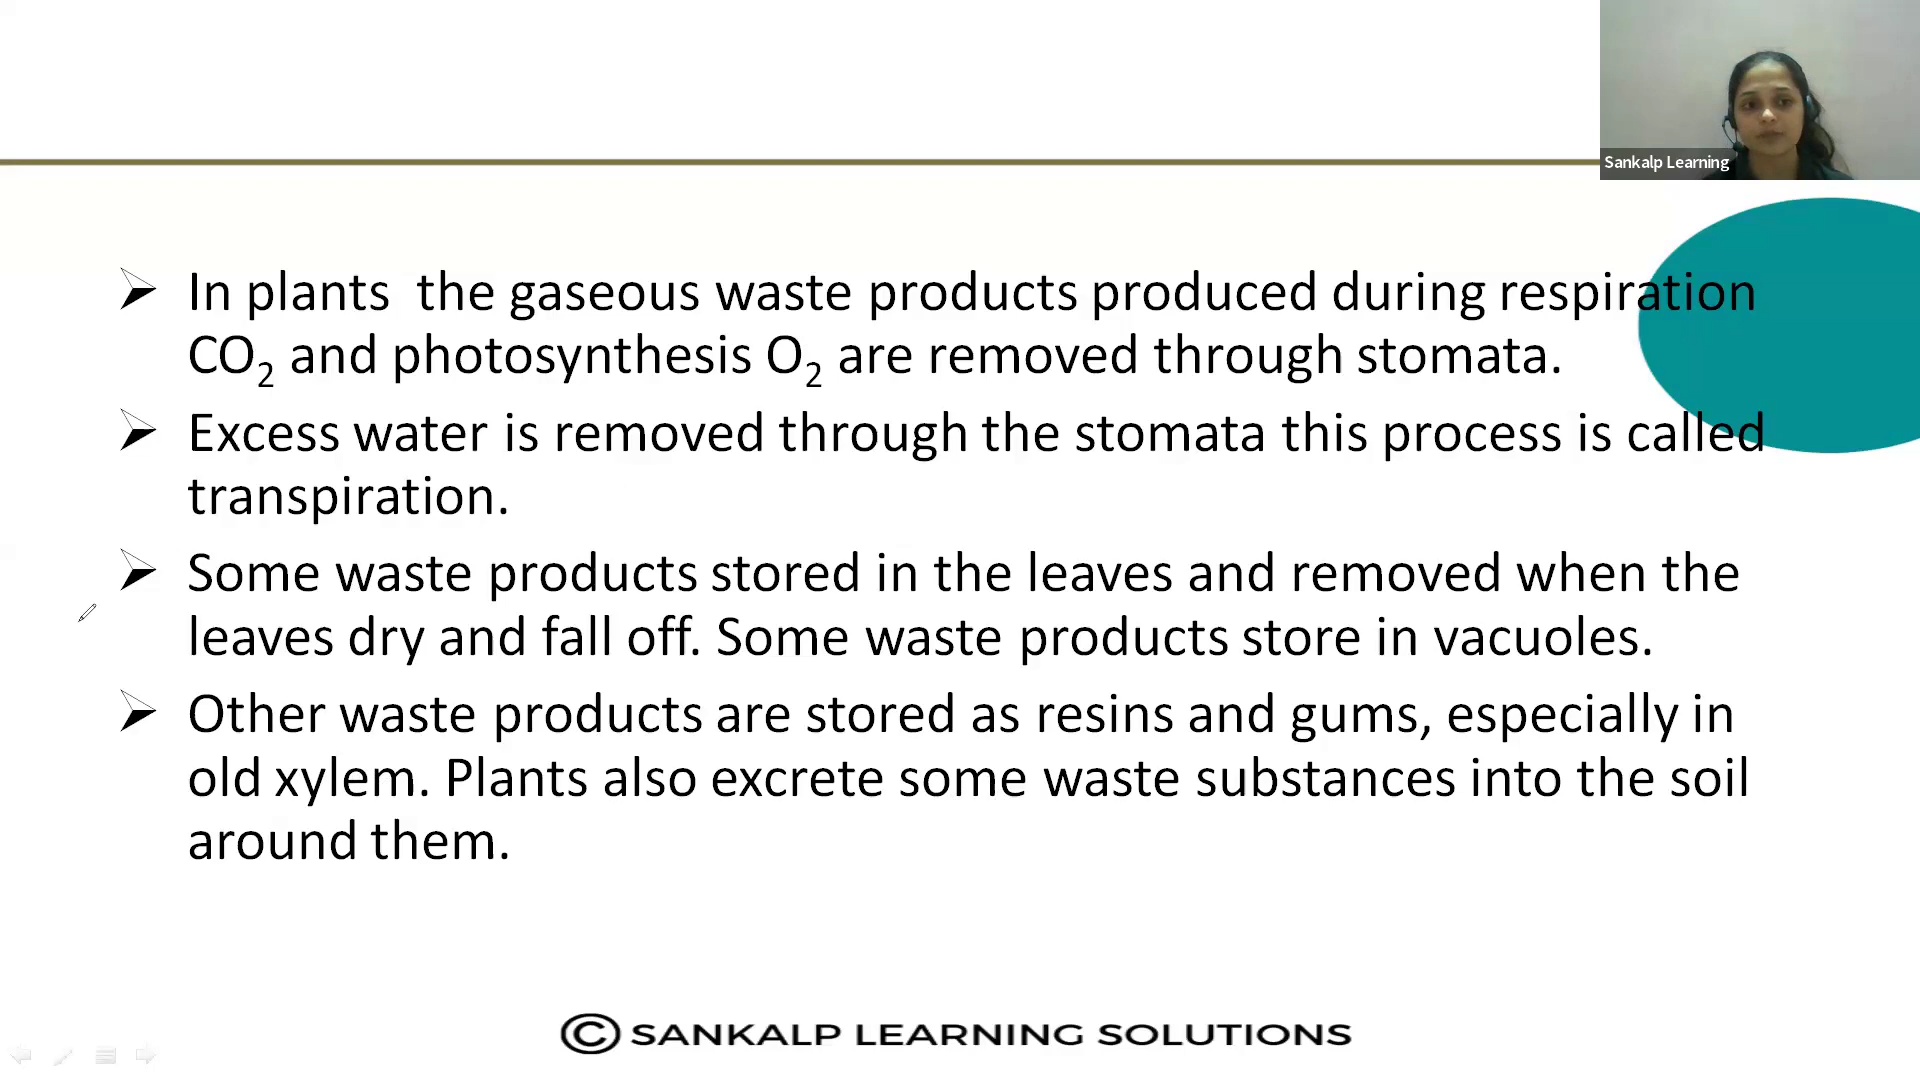 Sankalp Learning
➢ In plants  the gaseous waste products produced during respiration
CO₂ and photosynthesis O₂ are removed through stomata.
➢ Excess water is removed through the stomata this process is called
transpiration.
➢ Some waste products stored in the leaves and removed when the
leaves dry and fall off. Some waste products store in vacuoles.
➢ Other waste products are stored as resins and gums, especially in
old xylem. Plants also excrete some waste substances into the soil
around them.
© SANKALP LEARNING SOLUTIONS